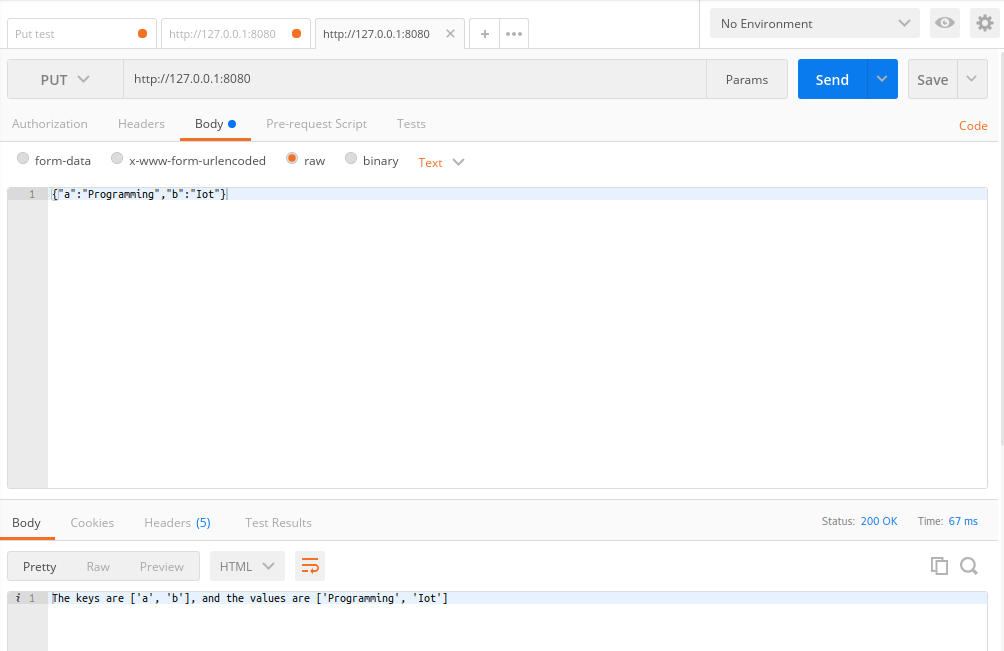 Put test http://127.0.0.1:8080 http://127.0.0.1:8080 No Environment
PUT http://127.0.0.1:8080 Params Send Save
Authorization Headers Body Pre-request Script Tests Code
form-data x-www-form-urlencoded raw binary Text
1 {"a":"Programming","b":"Iot"}
Body Cookies Headers (5) Test Results Status: 200 OK Time: 67 ms
Pretty Raw Preview HTML
i 1 The keys are ['a', 'b'], and the values are ['Programming', 'Iot']